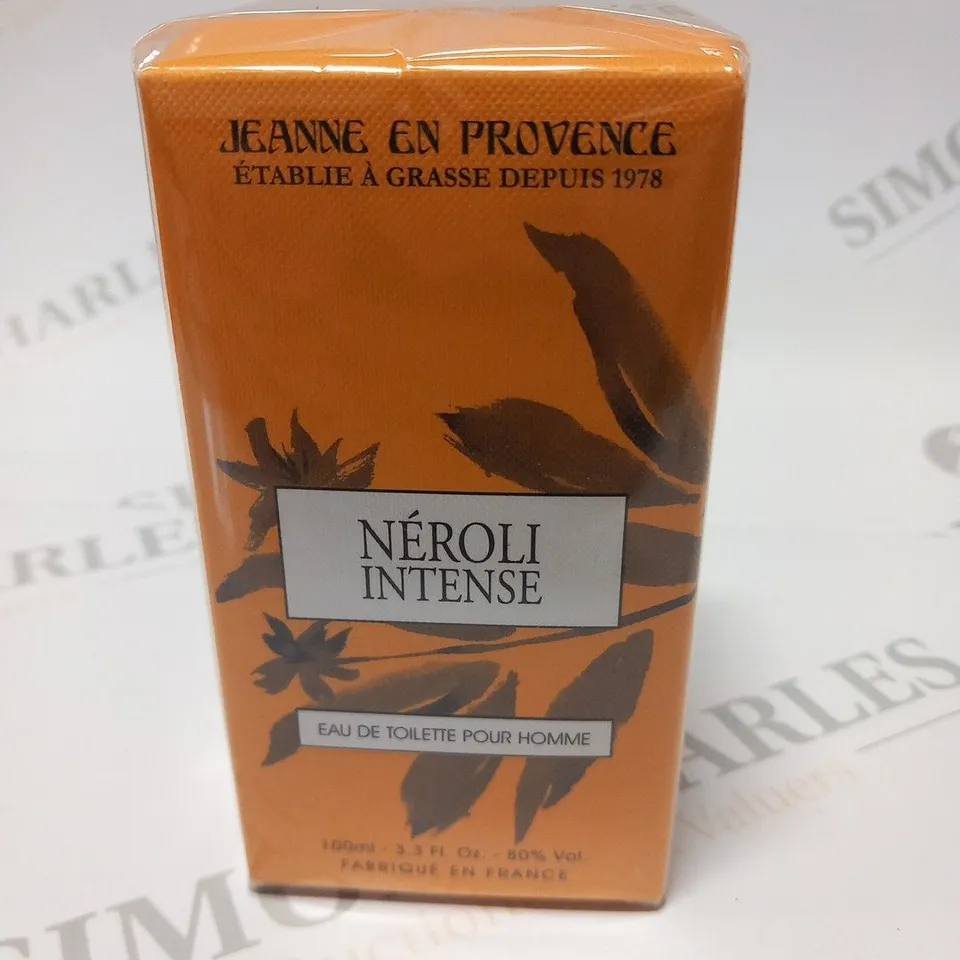 JEANNE EN PROVENCE
ÉTABLIE À GRASSE DEPUIS 1978
NÉROLI
INTENSE
EAU DE TOILETTE POUR HOMME
100ml - 3.3 Fl. Oz. - 80% Vol.
FABRIQUÉ EN FRANCE